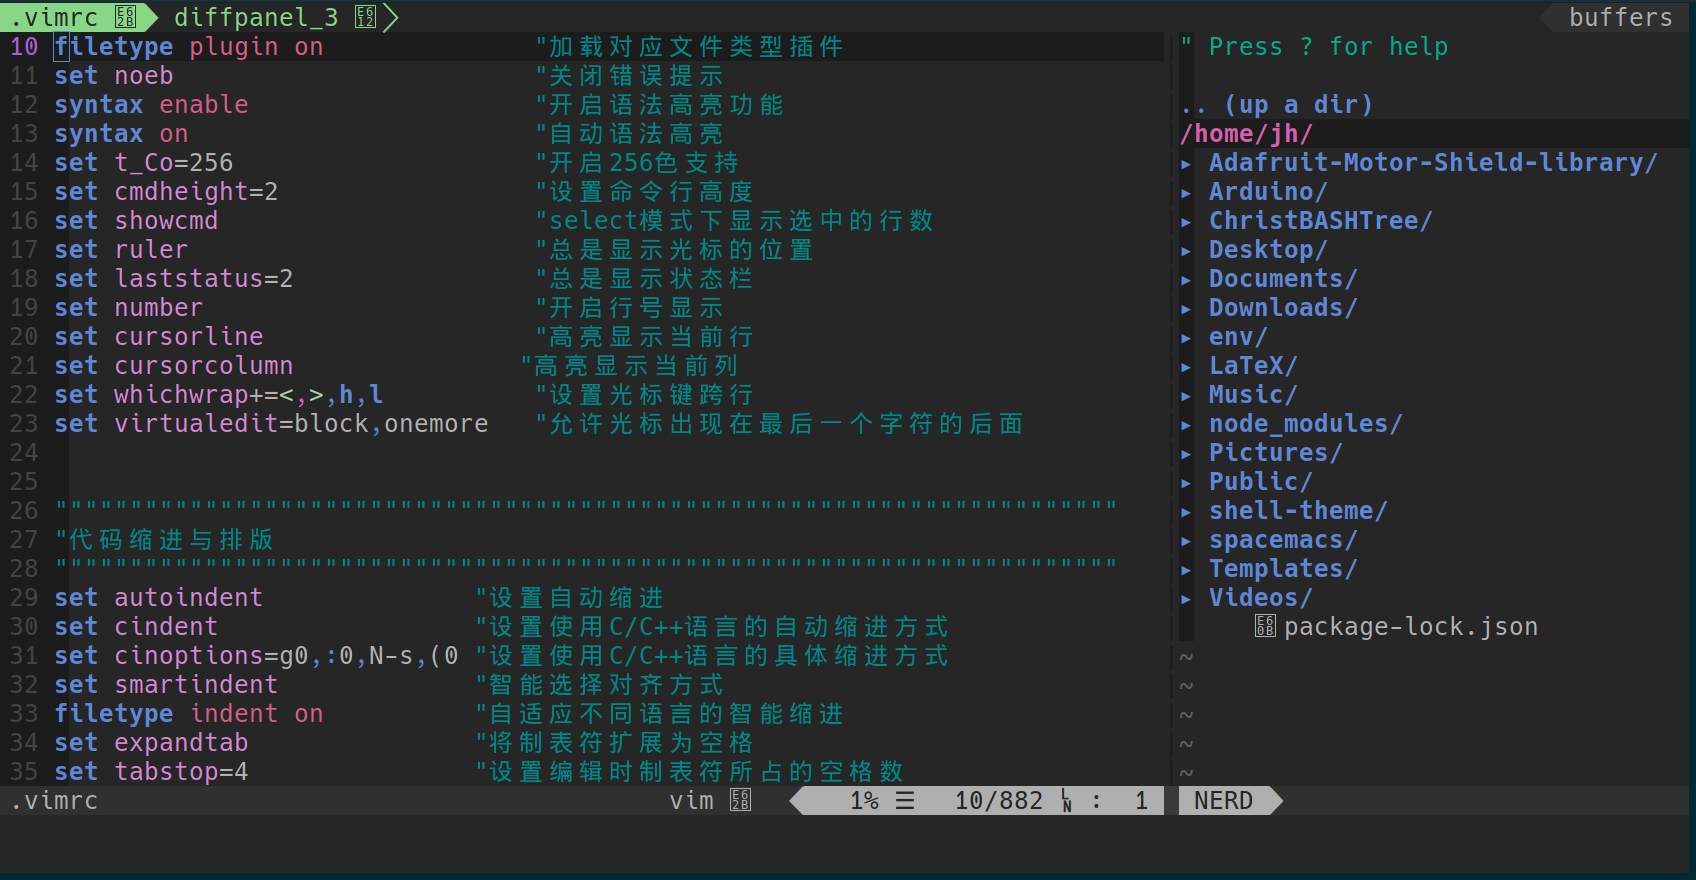 .vimrc  diffpanel_3  buffers
10 filetype plugin on              "加载对应文件类型插件
11 set noeb                        "关闭错误提示
12 syntax enable                   "开启语法高亮功能
13 syntax on                       "自动语法高亮
14 set t_Co=256                    "开启256色支持
15 set cmdheight=2                 "设置命令行高度
16 set showcmd                     "select模式下显示选中的行数
17 set ruler                       "总是显示光标的位置
18 set laststatus=2                "总是显示状态栏
19 set number                      "开启行号显示
20 set cursorline                  "高亮显示当前行
21 set cursorcolumn               "高亮显示当前列
22 set whichwrap+=<,>,h,l          "设置光标键跨行
23 set virtualedit=block,onemore   "允许光标出现在最后一个字符的后面
24
25
26 """""""""""""""""""""""""""""""""""""""""""""""""""""""""""""""""""""""
27 "代码缩进与排版
28 """""""""""""""""""""""""""""""""""""""""""""""""""""""""""""""""""""""
29 set autoindent              "设置自动缩进
30 set cindent                 "设置使用C/C++语言的自动缩进方式
31 set cinoptions=g0,:0,N-s,(0 "设置使用C/C++语言的具体缩进方式
32 set smartindent             "智能选择对齐方式
33 filetype indent on          "自适应不同语言的智能缩进
34 set expandtab               "将制表符扩展为空格
35 set tabstop=4               "设置编辑时制表符所占的空格数
" Press ? for help
.. (up a dir)
/home/jh/
▸ Adafruit-Motor-Shield-library/
▸ Arduino/
▸ ChristBASHTree/
▸ Desktop/
▸ Documents/
▸ Downloads/
▸ env/
▸ LaTeX/
▸ Music/
▸ node_modules/
▸ Pictures/
▸ Public/
▸ shell-theme/
▸ spacemacs/
▸ Templates/
▸ Videos/
package-lock.json
~
~
~
~
~
.vimrc  vim  1% ☰ 10/882 ␤ : 1  NERD